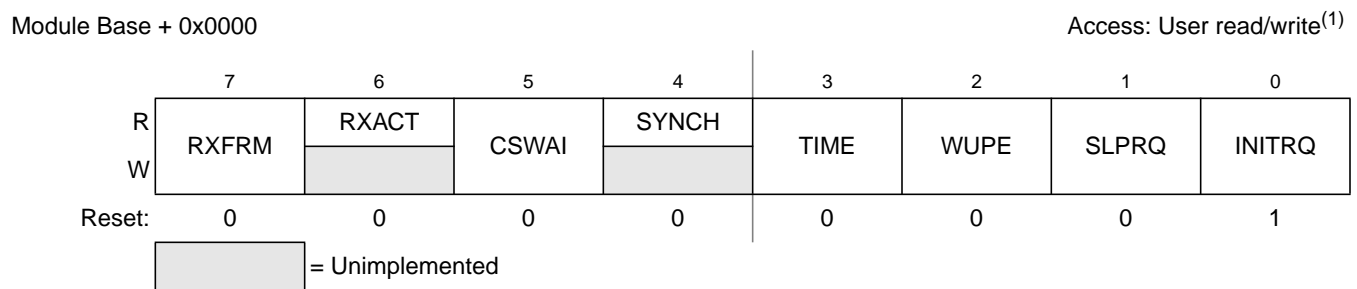 Module Base + 0x0000 Access: User read/write(1)
7 6 5 4 3 2 1 0
R RXFRM RXACT CSWAI SYNCH TIME WUPE SLPRQ INITRQ
W
Reset: 0 0 0 0 0 0 0 1
= Unimplemented